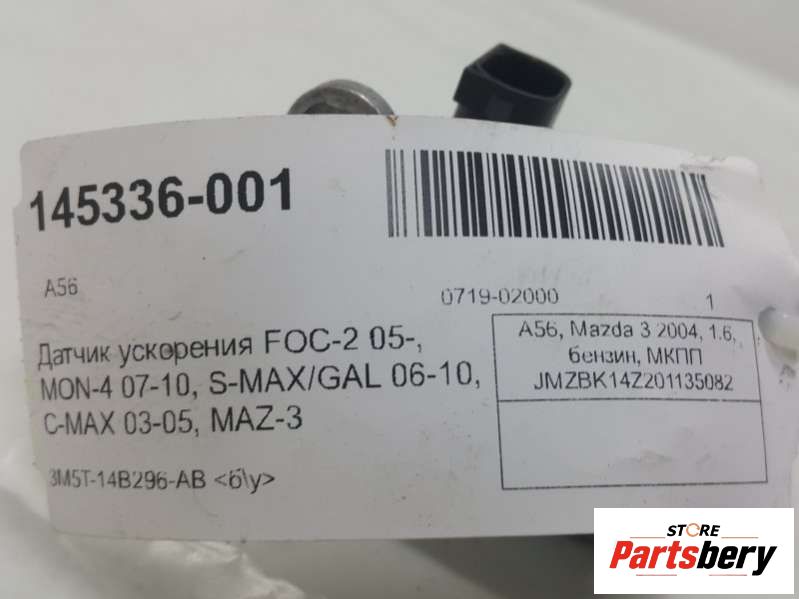 145336-001
A56
0719-02000 1
Датчик ускорения FOC-2 05-,
MON-4 07-10, S-MAX/GAL 06-10,
C-MAX 03-05, MAZ-3
3M5T-14B296-AB <б\у>
A56, Mazda 3 2004, 1.6,
бензин, МКПП
JMZBK14Z201135082
STORE
Partsbery